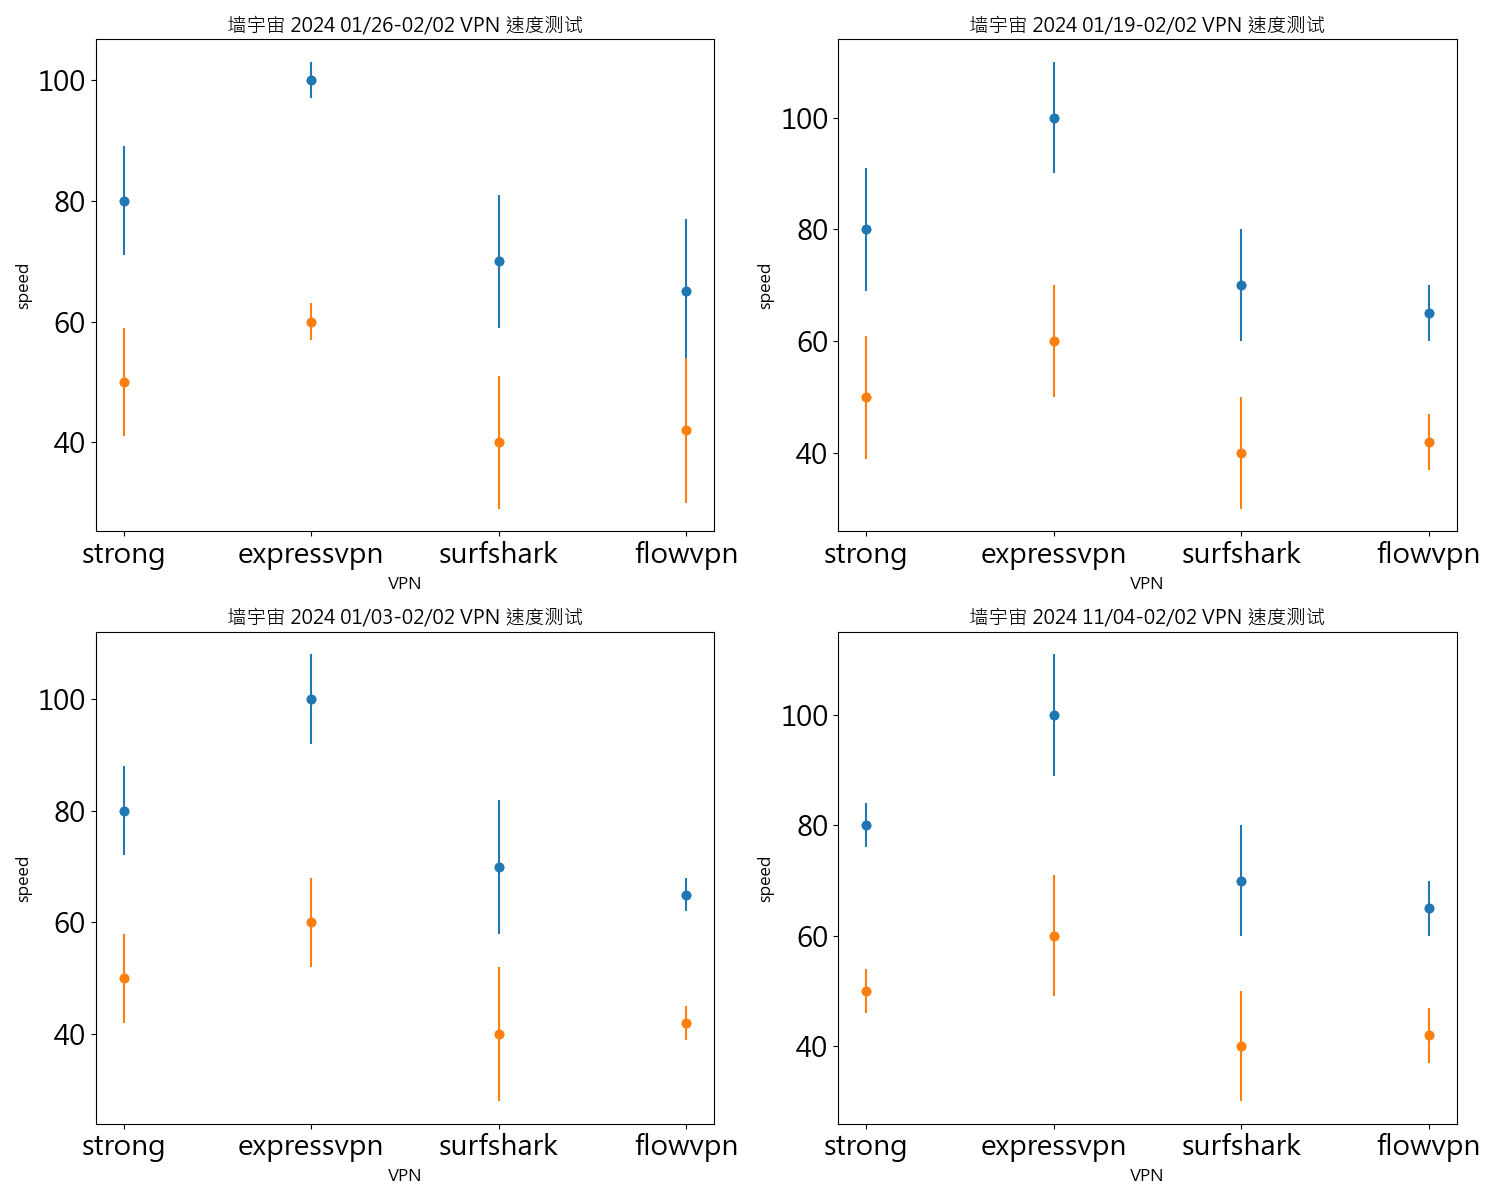 墙宇宙 2024 01/26-02/02 VPN 速度测试
100
80
60
40
speed
strong expressvpn surfshark flowvpn
VPN
墙宇宙 2024 01/19-02/02 VPN 速度测试
100
80
60
40
speed
strong expressvpn surfshark flowvpn
VPN
墙宇宙 2024 01/03-02/02 VPN 速度测试
100
80
60
40
speed
strong expressvpn surfshark flowvpn
VPN
墙宇宙 2024 11/04-02/02 VPN 速度测试
100
80
60
40
speed
strong expressvpn surfshark flowvpn
VPN